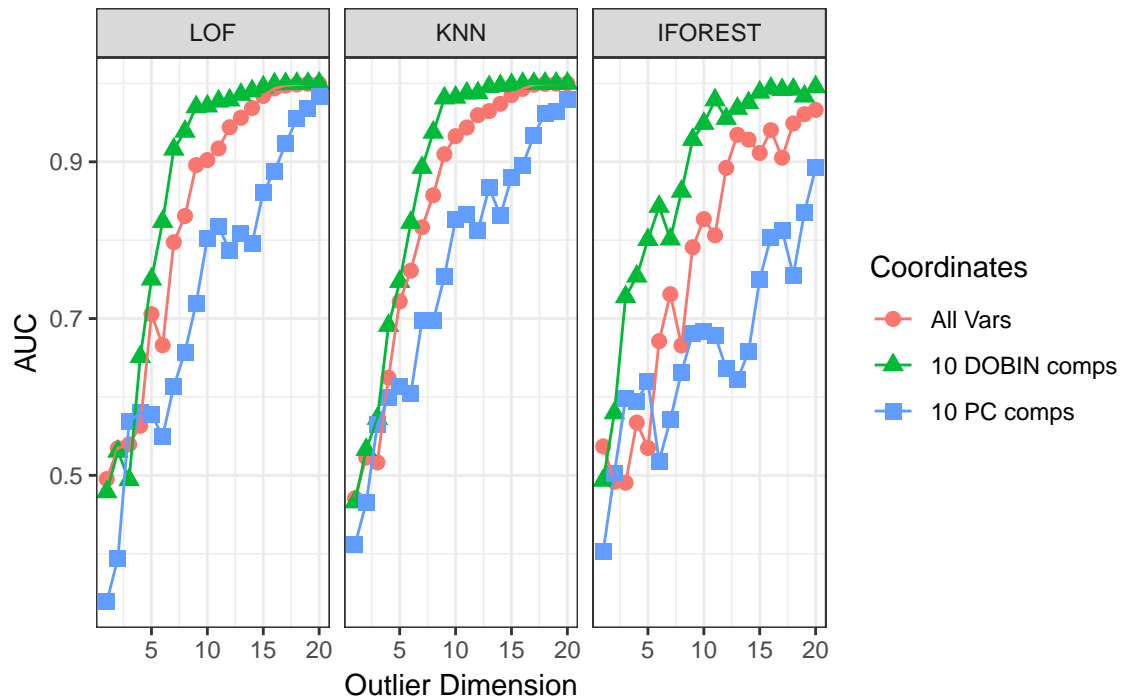 LOF KNN IFOREST
0.9
0.7
0.5
AUC
5 10 15 20 5 10 15 20 5 10 15 20
Outlier Dimension
Coordinates
All Vars
10 DOBIN comps
10 PC comps